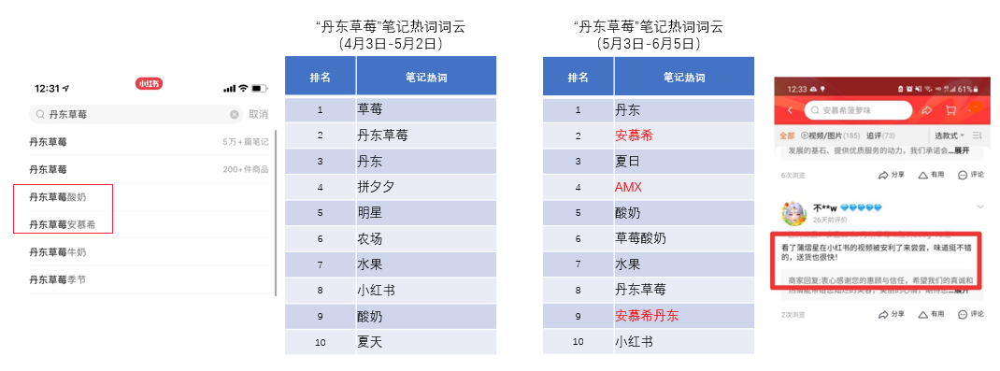 12:31
小红书
丹东草莓
取消
丹东草莓
5万+篇笔记
丹东草莓
200+件商品
丹东草莓酸奶
丹东草莓安慕希
丹东草莓牛奶
丹东草莓季节
“丹东草莓”笔记热词词云
(4月3日-5月2日)
排名 笔记热词
1 草莓
2 丹东草莓
3 丹东
4 拼夕夕
5 明星
6 农场
7 水果
8 小红书
9 酸奶
10 夏天
“丹东草莓”笔记热词词云
(5月3日-6月5日)
排名 笔记热词
1 丹东
2 安慕希
3 夏日
4 AMX
5 酸奶
6 草莓酸奶
7 水果
8 丹东草莓
9 安慕希丹东
10 小红书
12:33
61%
安慕希菠萝味
全部 视频/图片(185) 追评(73) 选款式
发展的基石、提供优质服务的动力，我们承诺会...展开
6次浏览 分享 有用 评论
不**w
26天前评价
看了蒲熠星在小红书的视频被安利了来尝尝，味道挺不错
的，送货也很快!
商家回复:衷心感谢您的惠顾与信任，希望我们的真诚和
...展开
2次浏览 分享 有用 评论